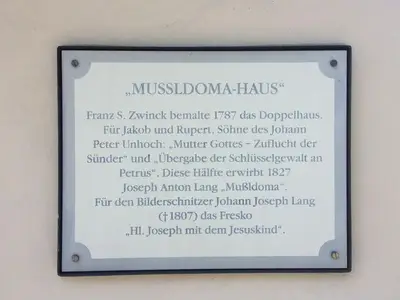 „MUSSLDOMA-HAUS“
Franz S. Zwinck bemalte 1787 das Doppelhaus.
Für Jakob und Rupert, Söhne des Johann
Peter Unhoch: „Mutter Gottes – Zuflucht der
Sünder“ und „Übergabe der Schlüsselgewalt an
Petrus“. Diese Hälfte erwirbt 1827
Joseph Anton Lang „Mußldoma“.
Für den Bilderschnitzer Johann Joseph Lang
(†1807) das Fresko
„Hl. Joseph mit dem Jesuskind“.